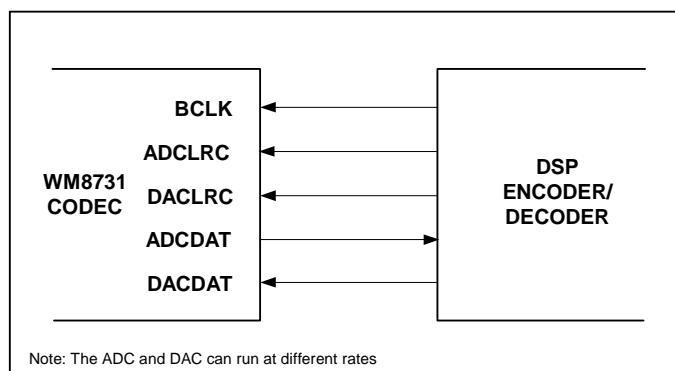 BCLK
ADCLRC
WM8731
CODEC
DACLRC
ADCDAT
DACDAT
DSP
ENCODER/
DECODER
Note: The ADC and DAC can run at different rates